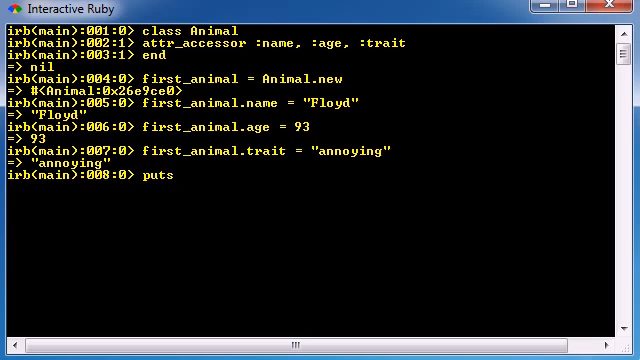 Interactive Ruby
irb(main):001:0> class Animal
irb(main):002:1> attr_accessor :name, :age, :trait
irb(main):003:1> end
=> nil
irb(main):004:0> first_animal = Animal.new
=> #<Animal:0x26e9ce0>
irb(main):005:0> first_animal.name = "Floyd"
=> "Floyd"
irb(main):006:0> first_animal.age = 93
=> 93
irb(main):007:0> first_animal.trait = "annoying"
=> "annoying"
irb(main):008:0> puts